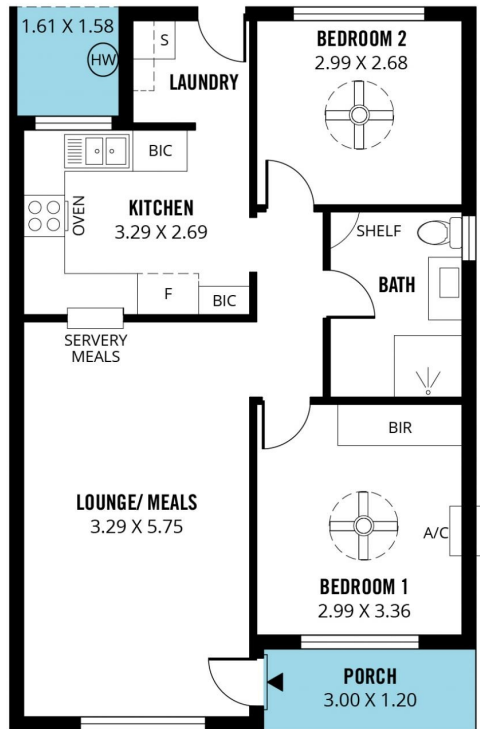 1.61 X 1.58
HW
S
LAUNDRY
BEDROOM 2
2.99 X 2.68
BIC
OVEN
KITCHEN
3.29 X 2.69
F
BIC
SHELF
BATH
SERVERY
MEALS
BIR
LOUNGE/ MEALS
3.29 X 5.75
A/C
BEDROOM 1
2.99 X 3.36
PORCH
3.00 X 1.20